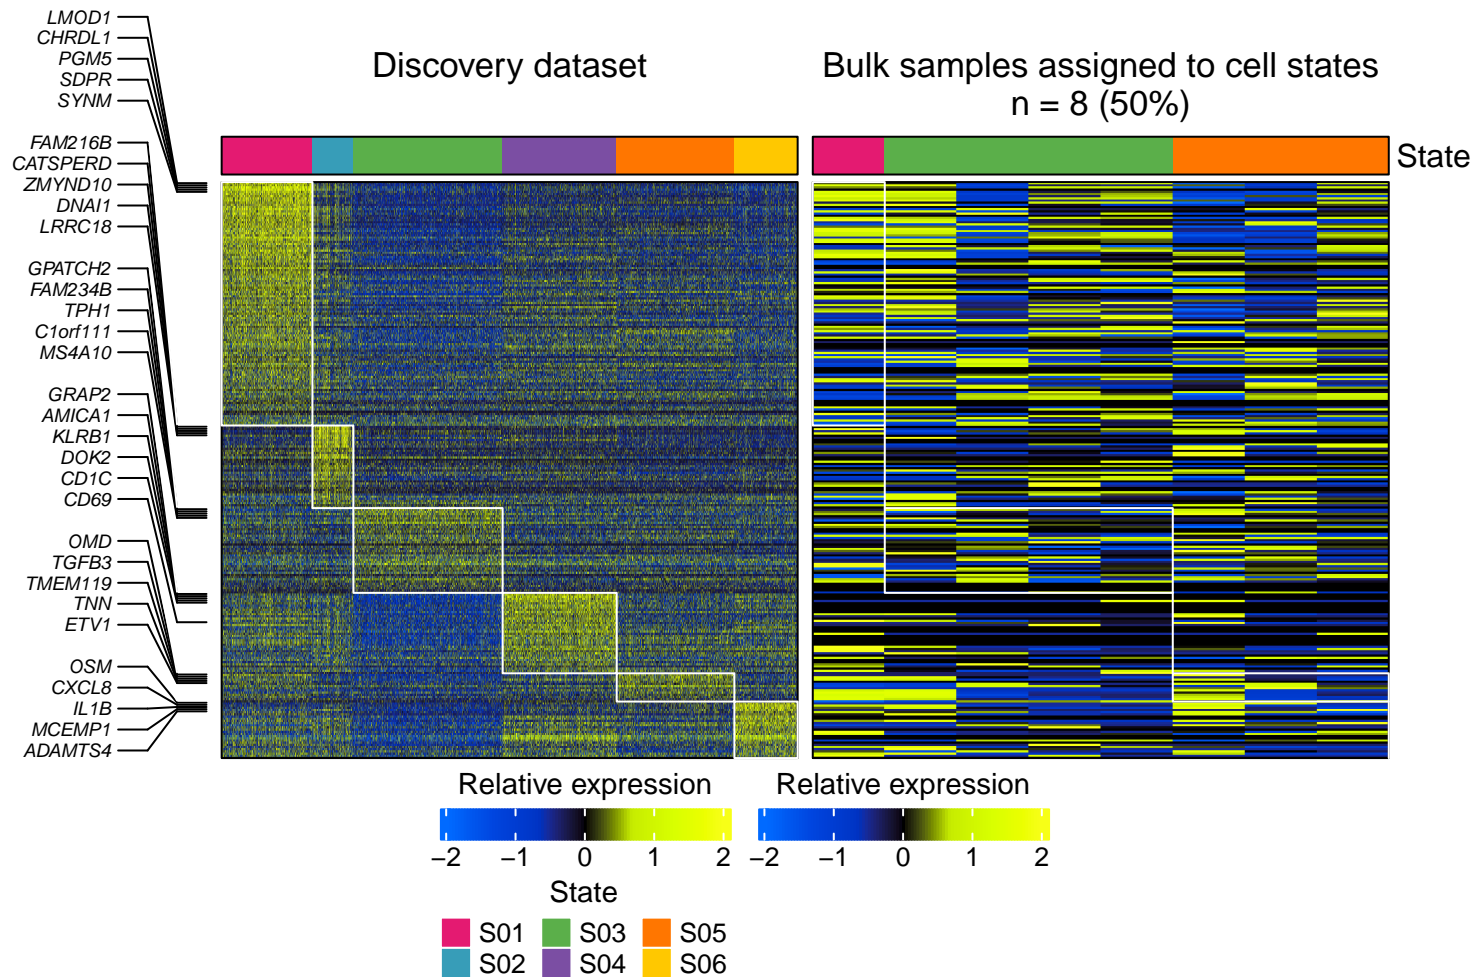 LMOD1
CHRDL1
PGM5
SDPR
SYNM
FAM216B
CATSPERD
ZMYND10
DNAI1
LRRC18
GPATCH2
FAM234B
TPH1
C1orf111
MS4A10
GRAP2
AMICA1
KLRB1
DOK2
CD1C
CD69
OMD
TGFB3
TMEM119
TNN
ETV1
OSM
CXCL8
IL1B
MCEMP1
ADAMTS4
Discovery dataset
Bulk samples assigned to cell states
n = 8 (50%)
State
Relative expression
−2 −1 0 1 2
Relative expression
−2 −1 0 1 2
State
S01 S03 S05
S02 S04 S06